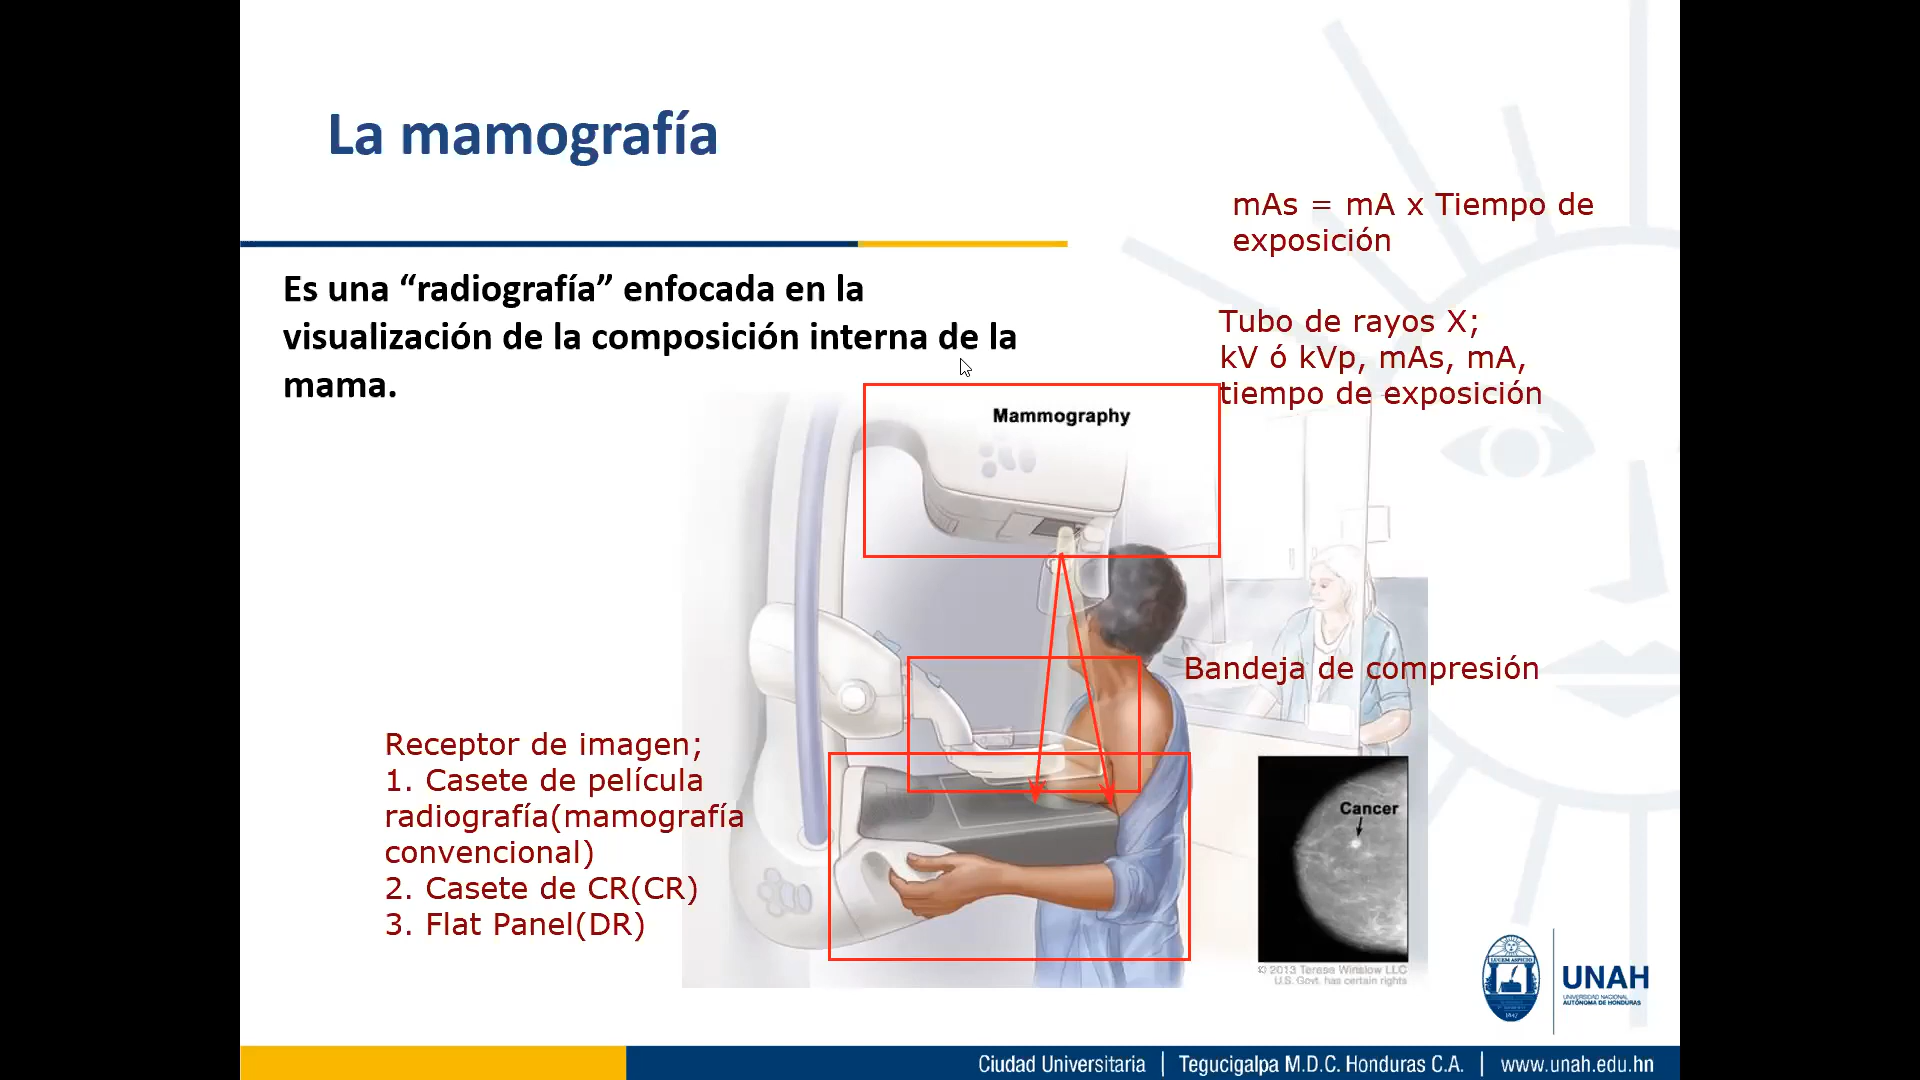 La mamografía
mAs = mA x Tiempo de
exposición
Es una “radiografía” enfocada en la
visualización de la composición interna de la
mama.
Tubo de rayos X;
kV ó kVp, mAs, mA,
tiempo de exposición
Mammography
Bandeja de compresión
Receptor de imagen;
1. Casete de película
radiografía(mamografía
convencional)
2. Casete de CR(CR)
3. Flat Panel(DR)
Cancer
© 2013 Terese Winslow LLC
U.S. Govt. has certain rights
LUCEM ASPICIO
1847
UNAH
UNIVERSIDAD NACIONAL
AUTÓNOMA DE HONDURAS
Ciudad Universitaria | Tegucigalpa M.D.C. Honduras C.A. | www.unah.edu.hn